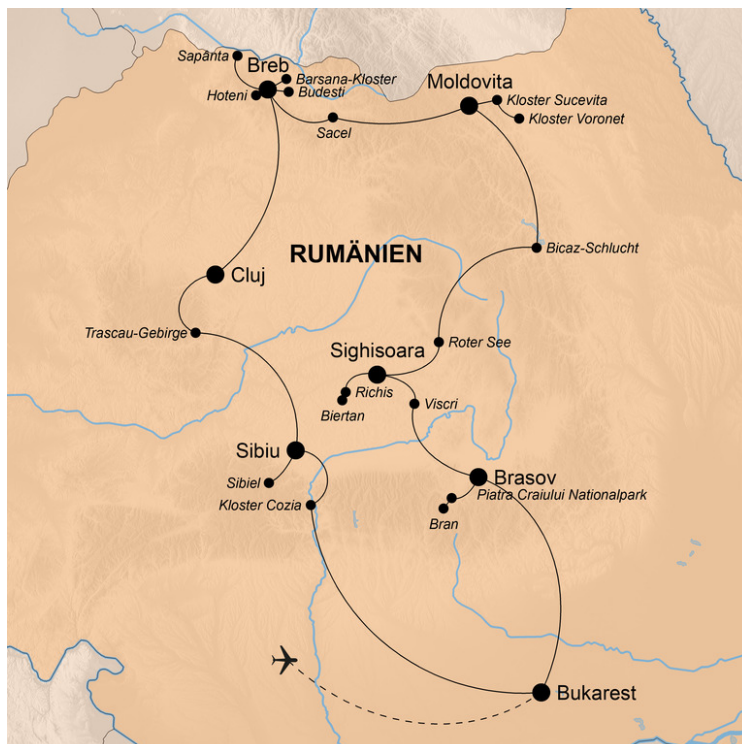 Sapânta
Breb
Barsana-Kloster
Hoteni
Budesti
Moldovita
Kloster Sucevita
Kloster Voronet
Sacel
RUMÄNIEN
Bicaz-Schlucht
Cluj
Trascau-Gebirge
Roter See
Sighisoara
Richis
Biertan
Viscri
Sibiu
Sibiel
Kloster Cozia
Brasov
Piatra Craiului Nationalpark
Bran
Bukarest